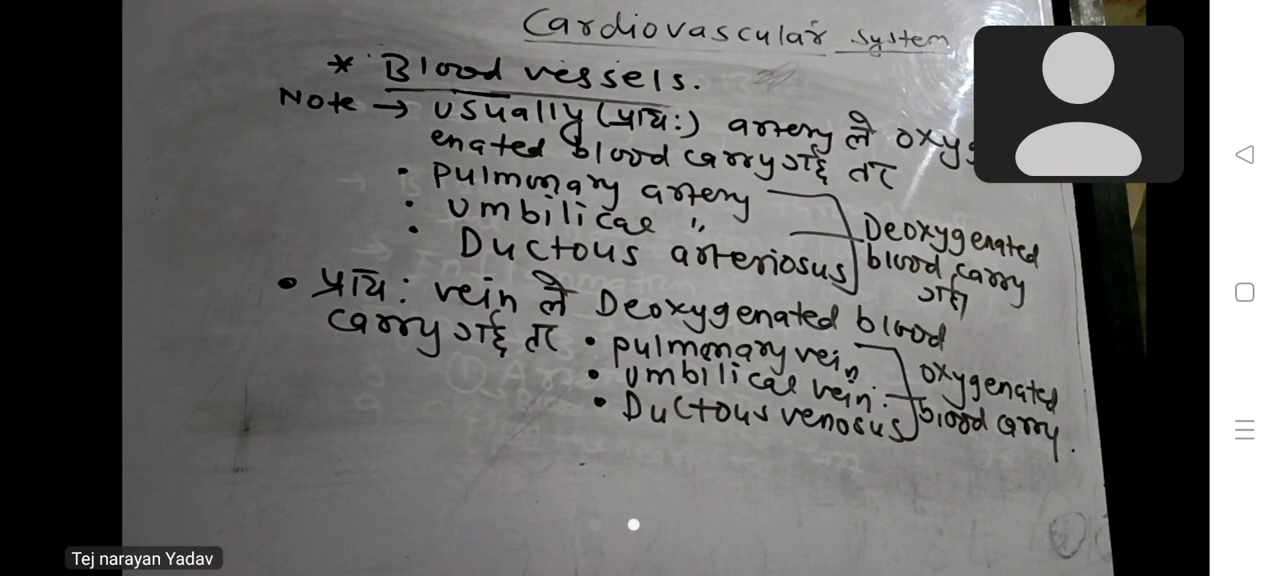 Cardiovascular System
* Blood vessels.
Note → usually (प्रायः) artery ले oxyg
enated blood carry गर्छ तर
• Pulmonary artery
• Umbilical "
• Ductous arteriosus
Deoxygenated
blood carry
गर्छ।
• प्रायः vein ले Deoxygenated blood
carry गर्छ तर • pulmonary vein
• umbilical vein.
• Ductous venosus
oxygenated
blood carry.
Tej narayan Yadav